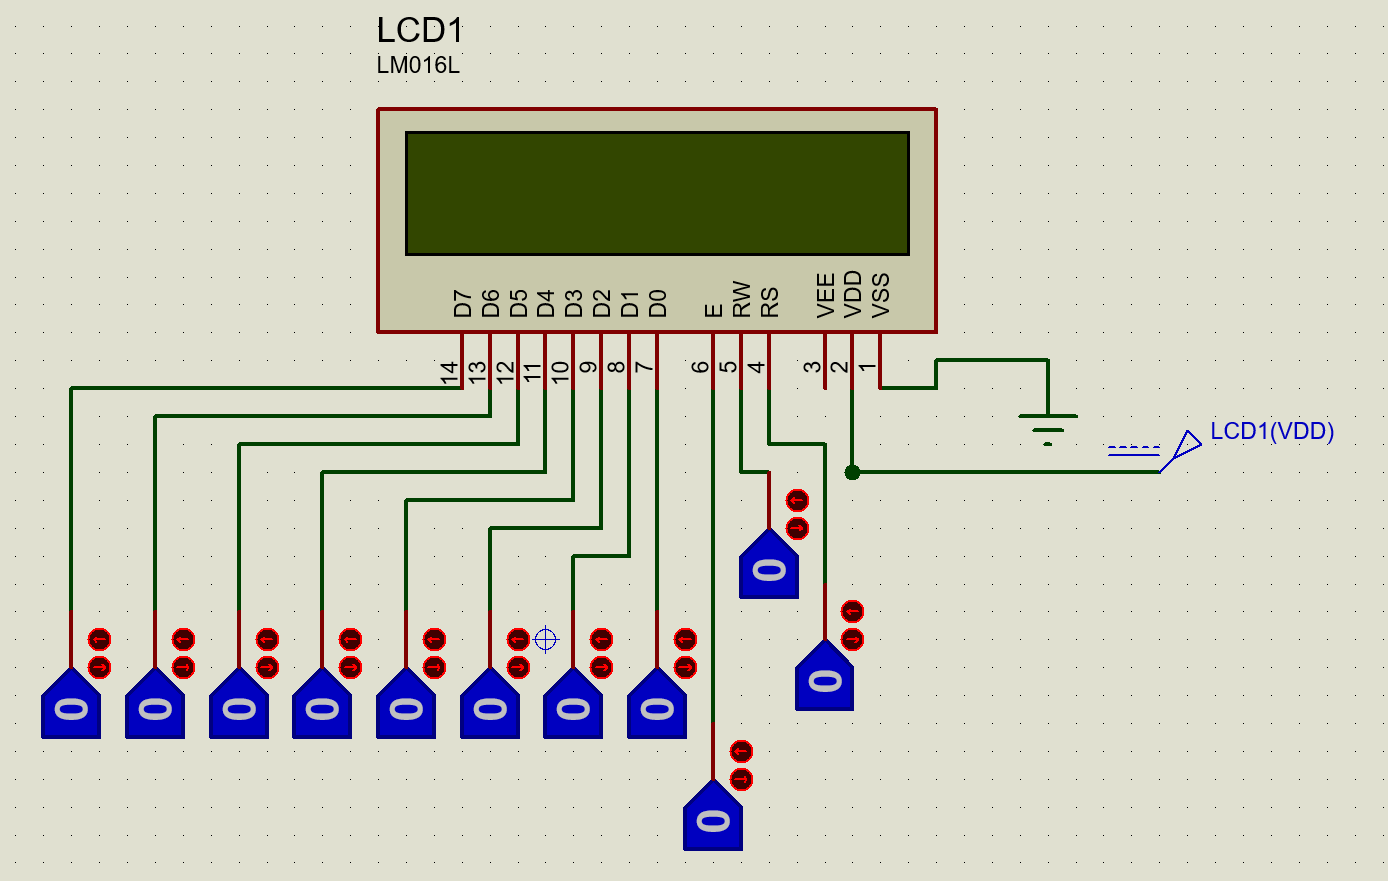 LCD1
LM016L
D7 D6 D5 D4 D3 D2 D1 D0 E RW RS VEE VDD VSS
14 13 12 11 10 9 8 7 6 5 4 3 2 1
LCD1(VDD)
0
0
0 0 0 0 0 0 0 0
0